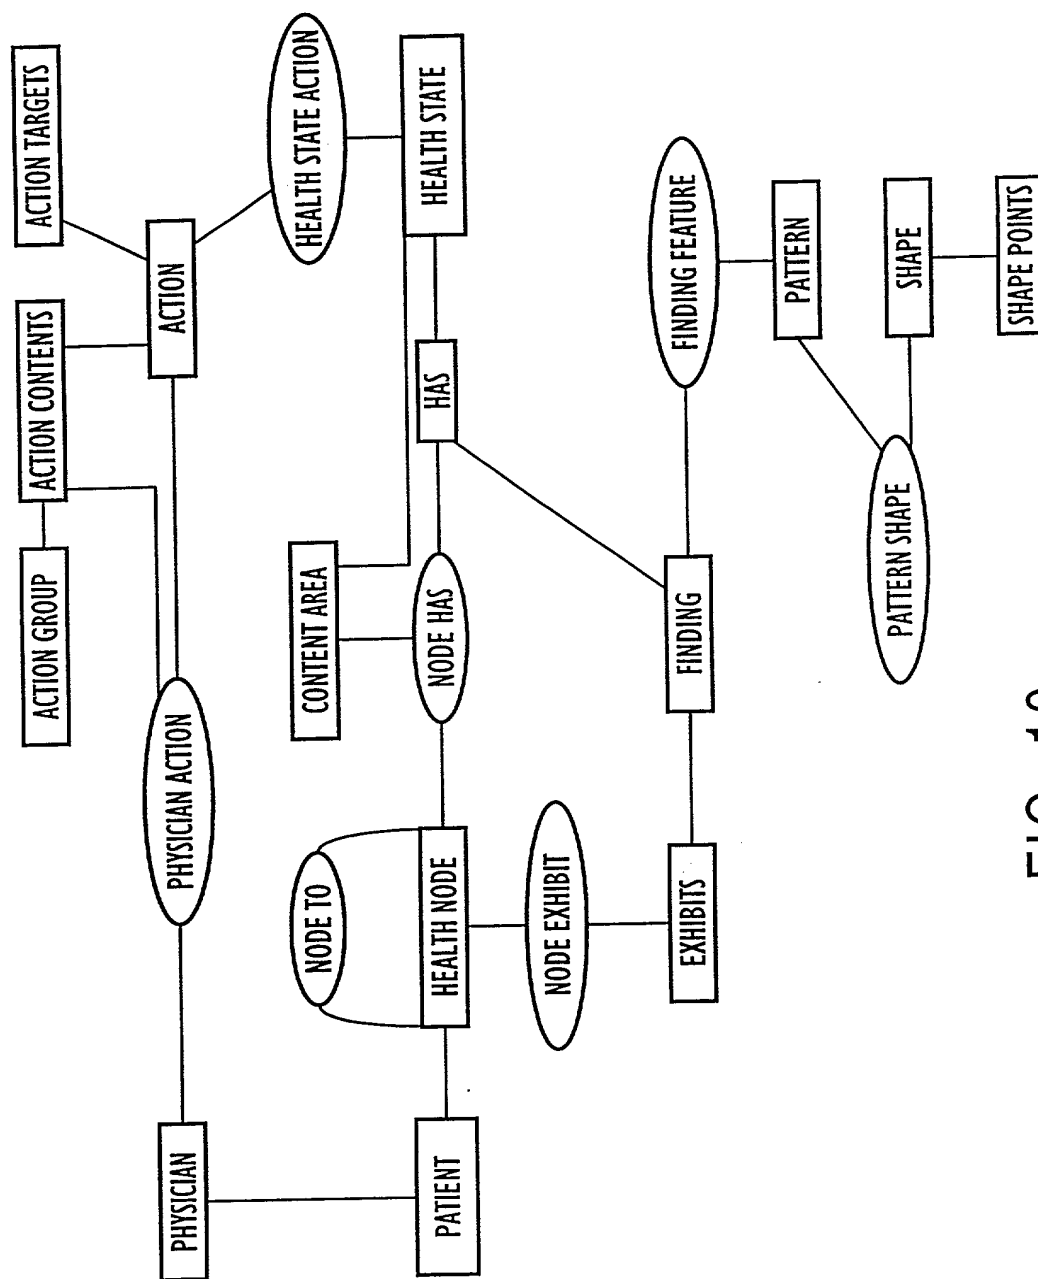 ACTION GROUP
ACTION CONTENTS
ACTION TARGETS
PHYSICIAN
PHYSICIAN ACTION
ACTION
CONTENT AREA
HEALTH STATE ACTION
NODE TO
PATIENT
HEALTH NODE
NODE HAS
HAS
HEALTH STATE
NODE EXHIBIT
EXHIBITS
FINDING
FINDING FEATURE
PATTERN
PATTERN SHAPE
SHAPE
SHAPE POINTS